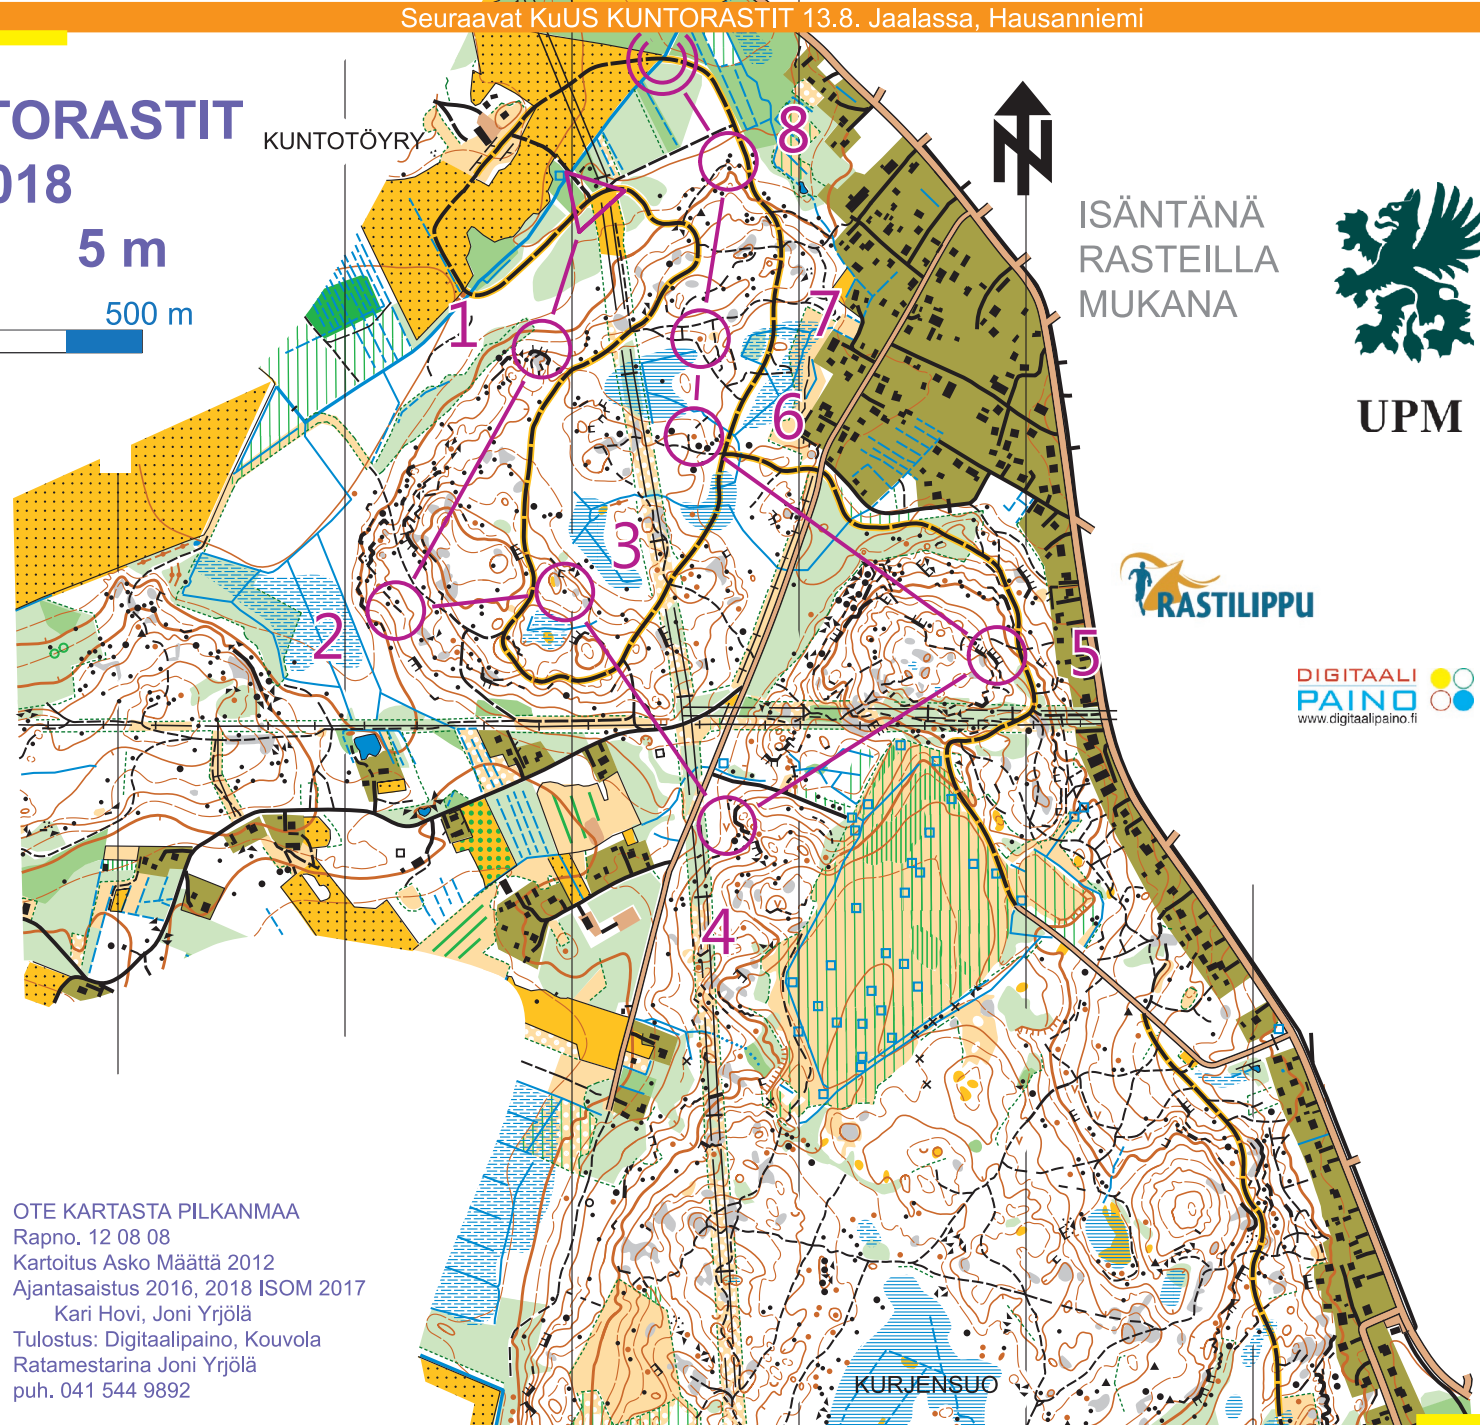 Seuraavat KuUS KUNTORASTIT 13.8. Jaalassa, Hausanniemi
TORASTIT
018
5 m
500 m
KUNTOTÖYRY
N
ISÄNTÄNÄ
RASTEILLA
MUKANA
UPM
RASTILIPPU
DIGITAALI
PAINO
www.digitaalipaino.fi
8
1
7
6
3
2
5
4
KURJENSUO
OTE KARTASTA PILKANMAA
Rapno. 12 08 08
Kartoitus Asko Määttä 2012
Ajantasaistus 2016, 2018 ISOM 2017
Kari Hovi, Joni Yrjölä
Tulostus: Digitaalipaino, Kouvola
Ratamestarina Joni Yrjölä
puh. 041 544 9892